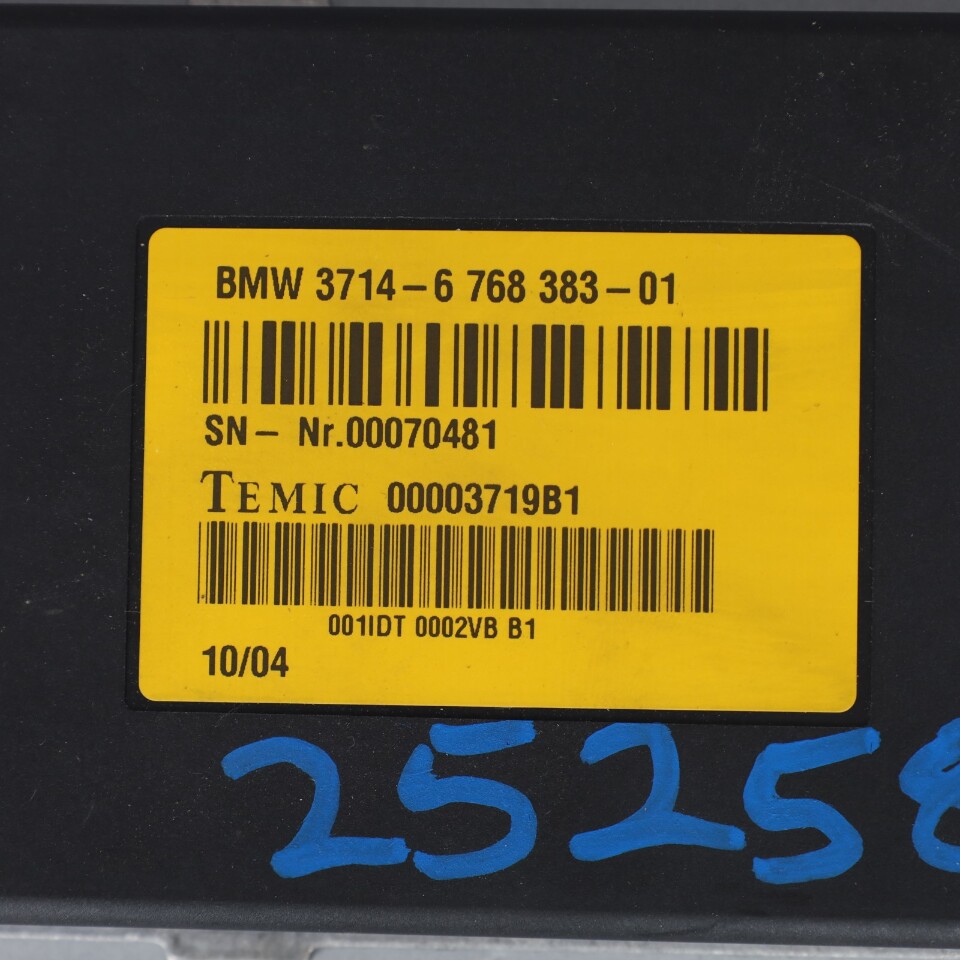 BMW 3714-6 768 383-01
SN- Nr.00070481
TEMIC 00003719B1
001IDT 0002VB B1
10/04
2525